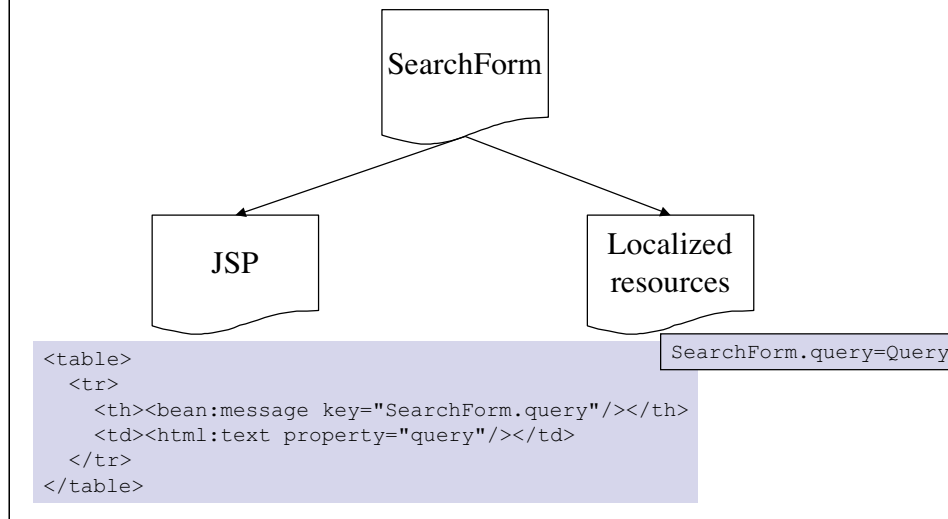 SearchForm
JSP
Localized
resources
SearchForm.query=Query
<table>
  <tr>
    <th><bean:message key="SearchForm.query"/></th>
    <td><html:text property="query"/></td>
  </tr>
</table>